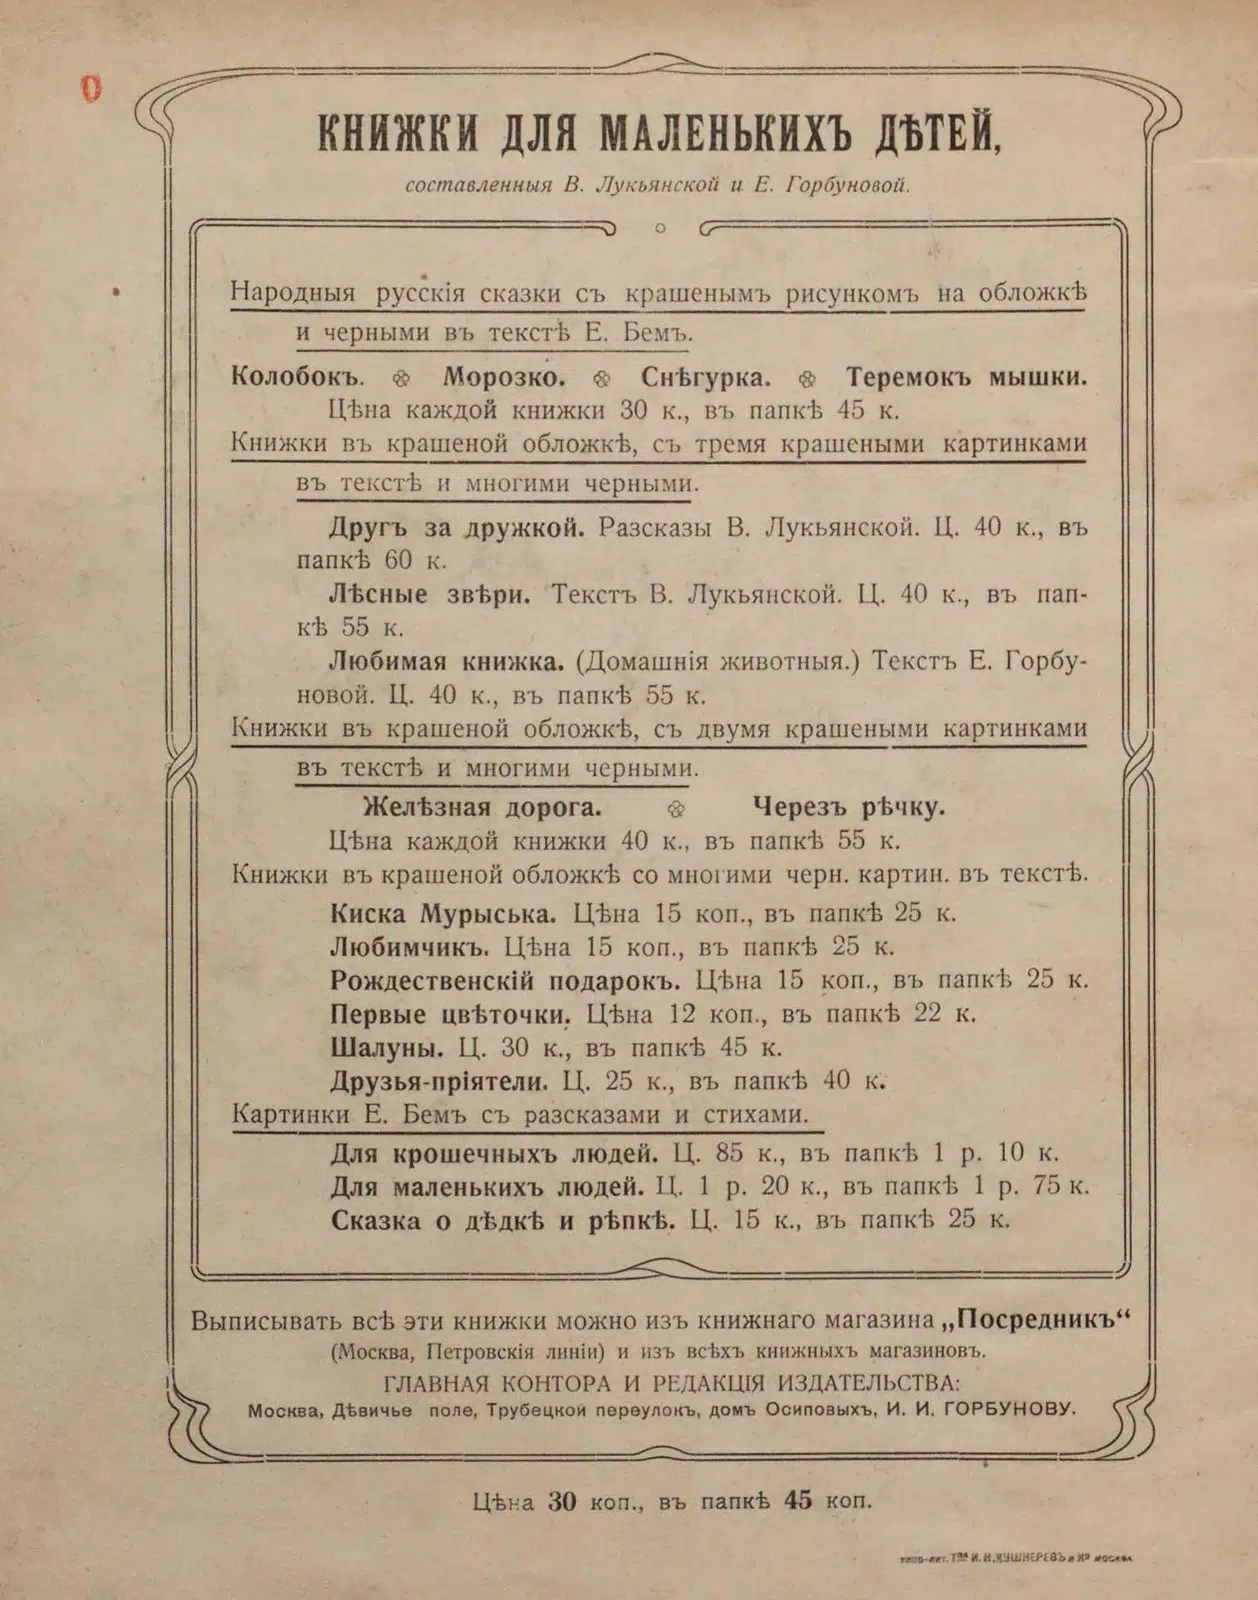 0
КНИЖКИ ДЛЯ МАЛЕНЬКИХЪ ДѢТЕЙ,
составленныя В. Лукьянской и Е. Горбуновой.
Народныя русскія сказки съ крашенымъ рисункомъ на обложкѣ
и черными въ текстѣ Е. Бемъ.
Колобокъ. Морозко. Снѣгурка. Теремокъ мышки.
Цѣна каждой книжки 30 к., въ папкѣ 45 к.
Книжки въ крашеной обложкѣ, съ тремя крашеными картинками
въ текстѣ и многими черными.
Другъ за дружкой. Разсказы В. Лукьянской. Ц. 40 к., въ
папкѣ 60 к.
Лѣсные звѣри. Текстъ В. Лукьянской. Ц. 40 к., въ пап-
кѣ 55 к.
Любимая книжка. (Домашнія животныя.) Текстъ Е. Горбу-
новой. Ц. 40 к., въ папкѣ 55 к.
Книжки въ крашеной обложкѣ, съ двумя крашеными картинками
въ текстѣ и многими черными.
Желѣзная дорога. Черезъ рѣчку.
Цѣна каждой книжки 40 к., въ папкѣ 55 к.
Книжки въ крашеной обложкѣ со многими черн. картин. въ текстѣ.
Киска Мурыська. Цѣна 15 коп., въ папкѣ 25 к.
Любимчикъ. Цѣна 15 коп., въ папкѣ 25 к.
Рождественскій подарокъ. Цѣна 15 коп., въ папкѣ 25 к.
Первые цвѣточки. Цѣна 12 коп., въ папкѣ 22 к.
Шалуны. Ц. 30 к., въ папкѣ 45 к.
Друзья-пріятели. Ц. 25 к., въ папкѣ 40 к.
Картинки Е. Бемъ съ разсказами и стихами.
Для крошечныхъ людей. Ц. 85 к., въ папкѣ 1 р. 10 к.
Для маленькихъ людей. Ц. 1 р. 20 к., въ папкѣ 1 р. 75 к.
Сказка о дѣдкѣ и рѣпкѣ. Ц. 15 к., въ папкѣ 25 к.
Выписывать всѣ эти книжки можно изъ книжнаго магазина „Посредникъ“
(Москва, Петровскія линіи) и изъ всѣхъ книжныхъ магазиновъ.
ГЛАВНАЯ КОНТОРА И РЕДАКЦІЯ ИЗДАТЕЛЬСТВА:
Москва, Дѣвичье поле, Трубецкой переулокъ, домъ Осиповыхъ, И. И. ГОРБУНОВУ.
Цѣна 30 коп., въ папкѣ 45 коп.
ТИПО-ЛИТ. Тва И. Н. КУШНЕРЕВЪ и Ко МОСКВА